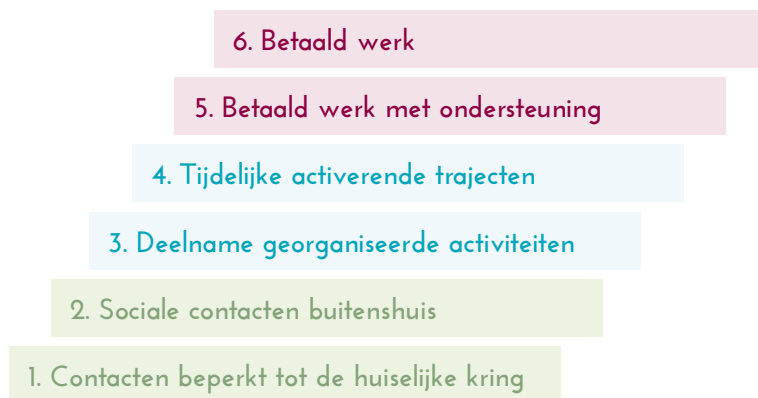 6. Betaald werk
5. Betaald werk met ondersteuning
4. Tijdelijke activerende trajecten
3. Deelname georganiseerde activiteiten
2. Sociale contacten buitenshuis
1. Contacten beperkt tot de huiselijke kring